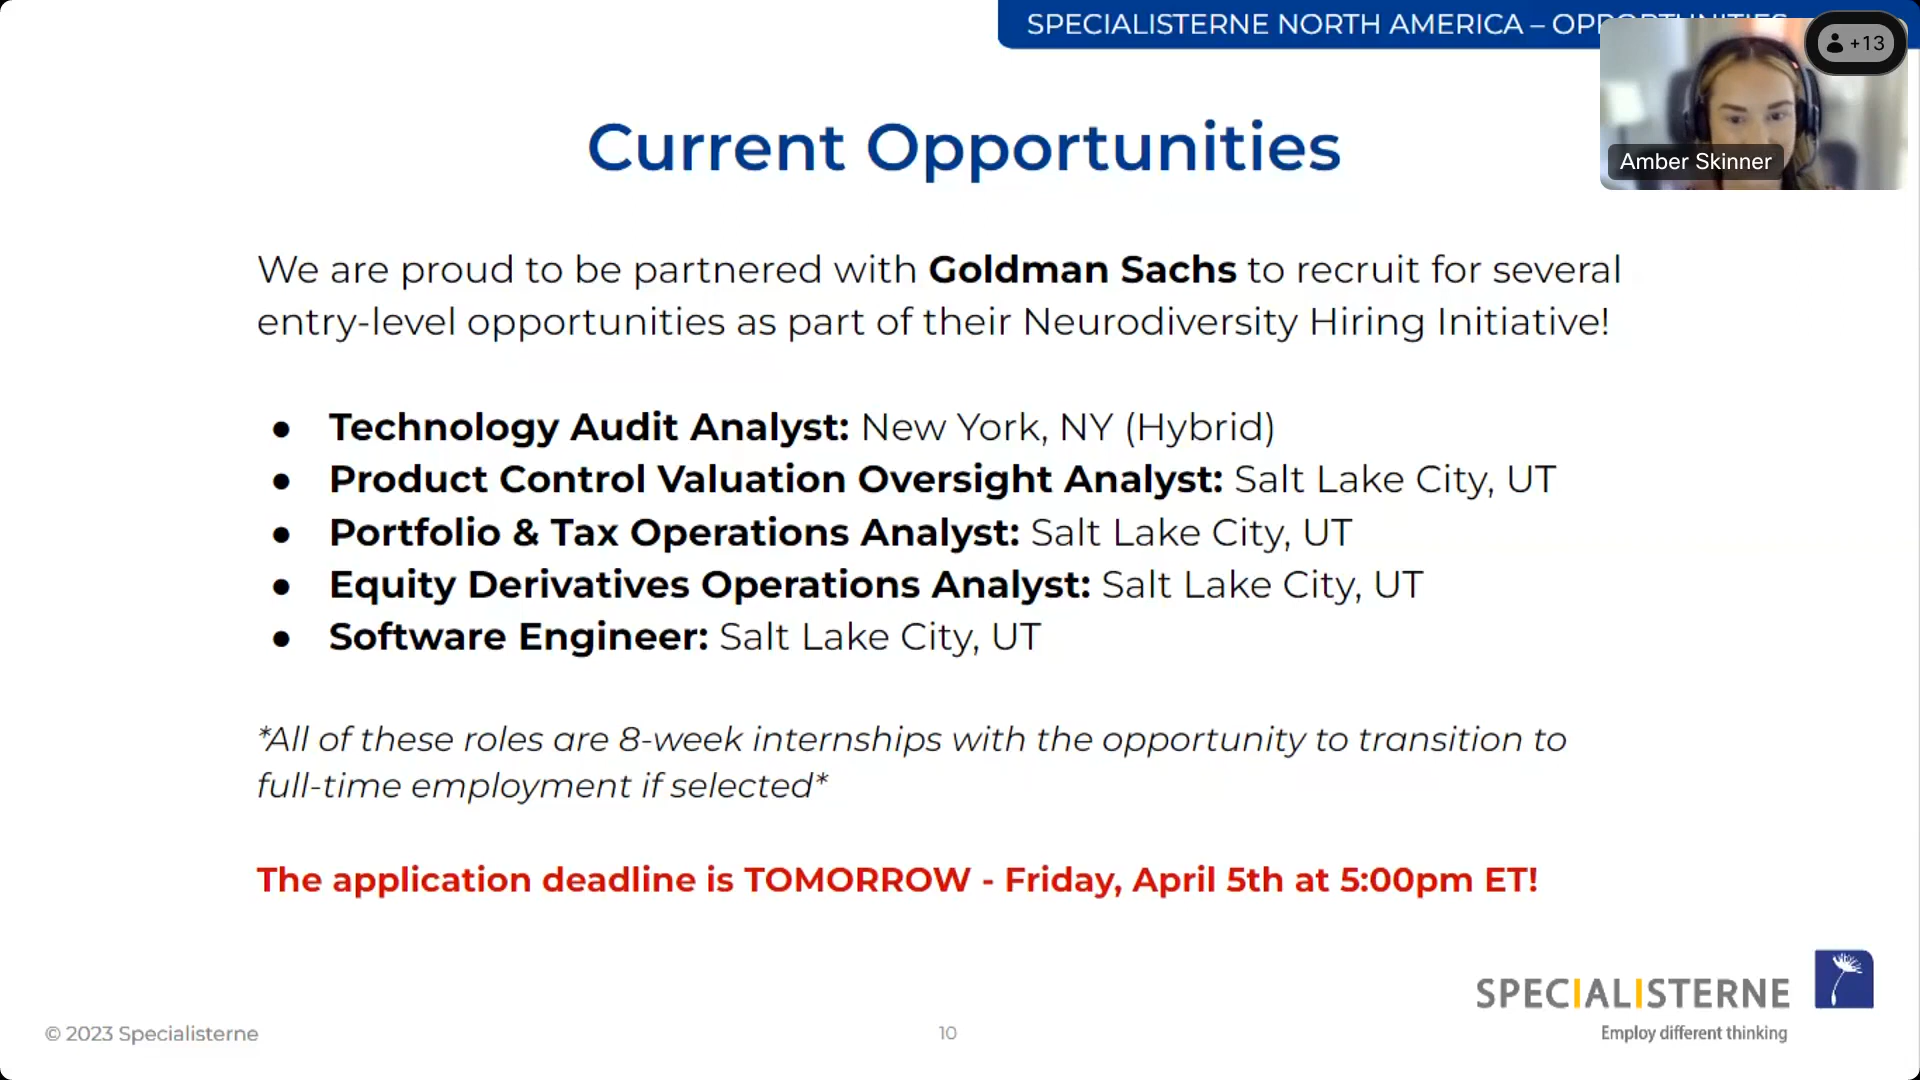 SPECIALISTERNE NORTH AMERICA – OPPORTUNITIES
+13
Amber Skinner
Current Opportunities
We are proud to be partnered with Goldman Sachs to recruit for several
entry-level opportunities as part of their Neurodiversity Hiring Initiative!
● Technology Audit Analyst: New York, NY (Hybrid)
● Product Control Valuation Oversight Analyst: Salt Lake City, UT
● Portfolio & Tax Operations Analyst: Salt Lake City, UT
● Equity Derivatives Operations Analyst: Salt Lake City, UT
● Software Engineer: Salt Lake City, UT
*All of these roles are 8-week internships with the opportunity to transition to
full-time employment if selected*
The application deadline is TOMORROW - Friday, April 5th at 5:00pm ET!
SPECIALISTERNE
Employ different thinking
© 2023 Specialisterne
10